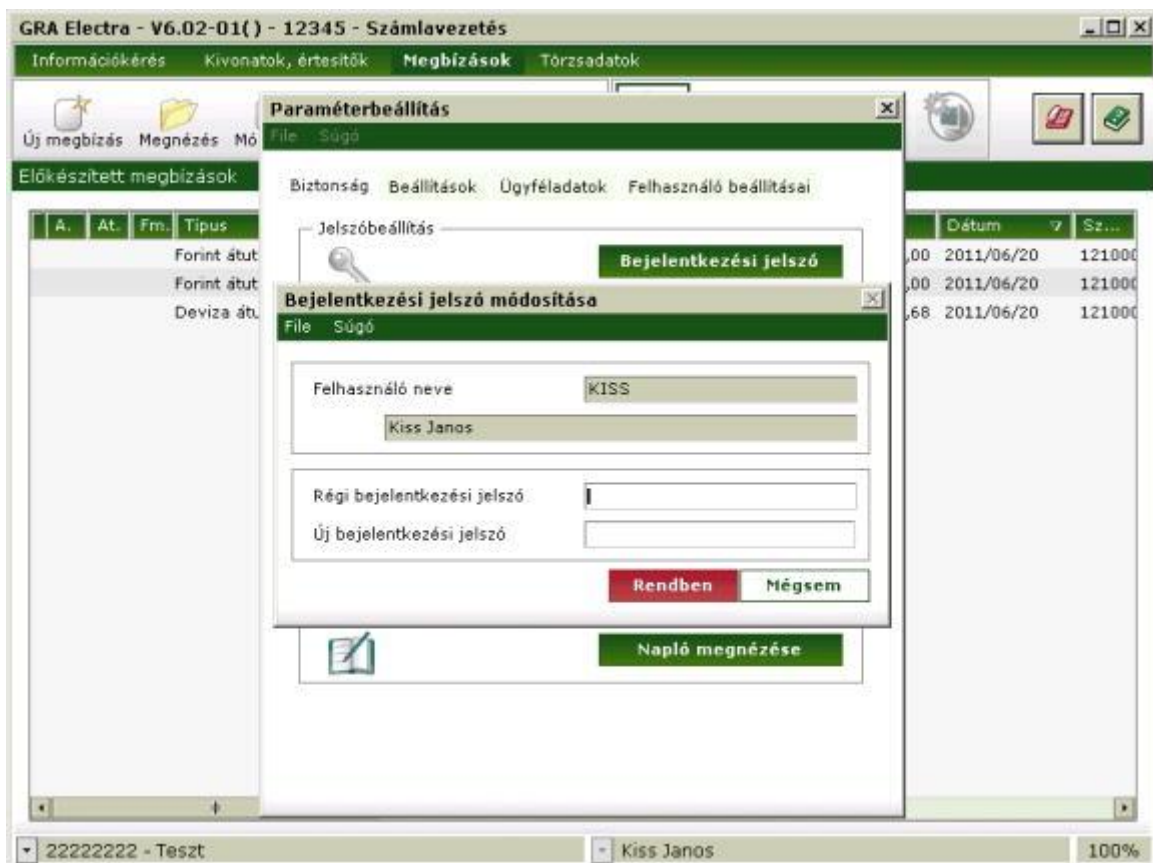 GRA Electra - V6.02-01( ) - 12345 - Számlavezetés
Információkérés Kivonatok, értesítők Megbízások Törzsadatok
Új megbízás Megnézés Mó
Előkészített megbízások
A. At. Fm. Típus Dátum Sz...
Forint átut ,00 2011/06/20 121000
Forint átut ,00 2011/06/20 121000
Deviza átu ,68 2011/06/20 121000
Paraméterbeállítás
File Súgó
Biztonság Beállítások Ügyféladatok Felhasználó beállításai
Jelszóbeállítás
Bejelentkezési jelszó
Bejelentkezési jelszó módosítása
File Súgó
Felhasználó neve KISS
Kiss Janos
Régi bejelentkezési jelszó
Új bejelentkezési jelszó
Rendben Mégsem
Napló megnézése
22222222 - Teszt Kiss Janos 100%